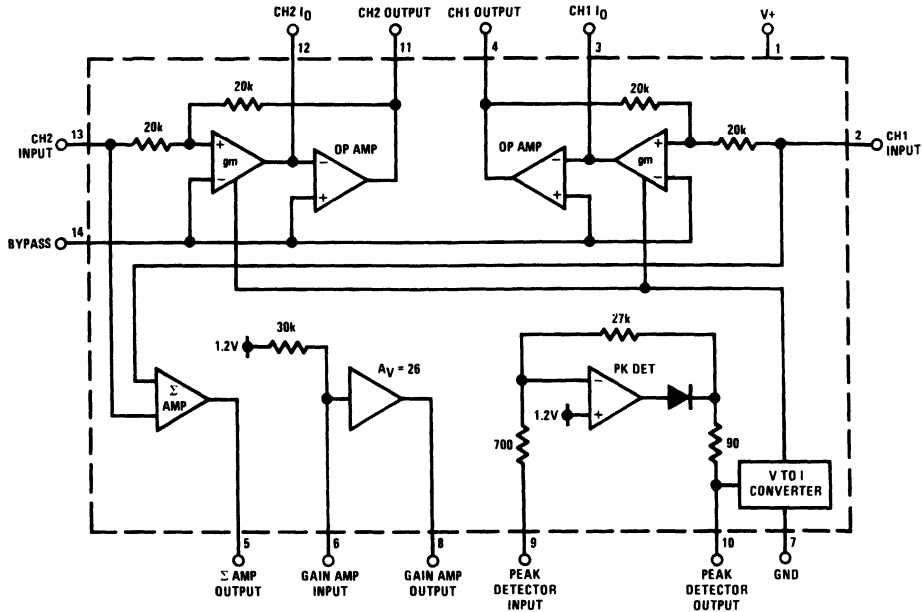 CH2 I₀
CH2 OUTPUT
CH1 OUTPUT
CH1 I₀
V+
12
11
4
3
1
20k
20k
CH2
INPUT
13
20k
+
gm
−
OP AMP
−
+
OP AMP
−
+
+
gm
−
20k
2
CH1
INPUT
BYPASS
14
1.2V
30k
27k
Σ
AMP
A_V = 26
PK DET
−
1.2V
+
700
90
V TO I
CONVERTER
5
6
8
9
10
7
Σ AMP
OUTPUT
GAIN AMP
INPUT
GAIN AMP
OUTPUT
PEAK
DETECTOR
INPUT
PEAK
DETECTOR
OUTPUT
GND